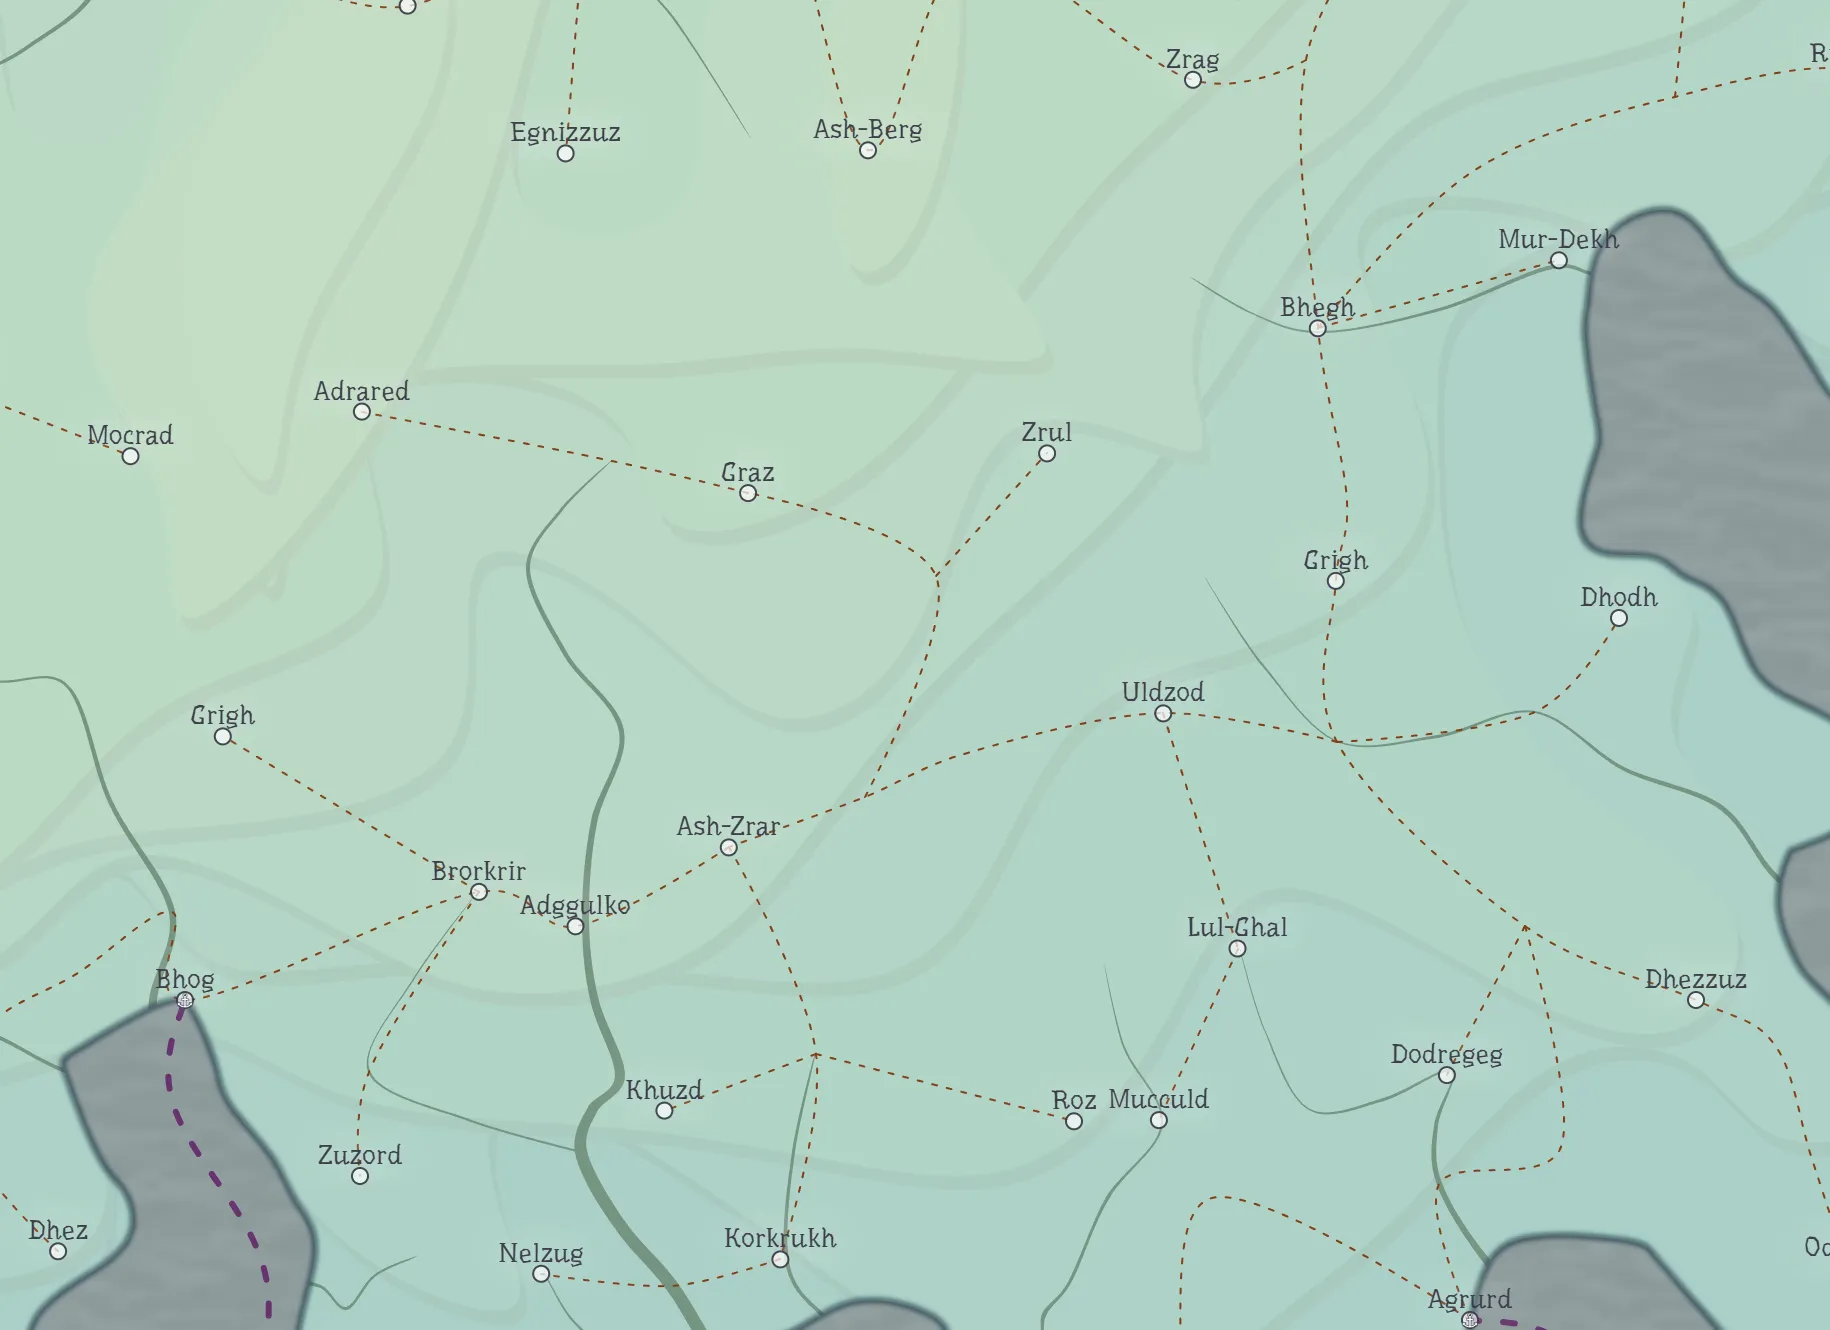 R
Zrag
Ash-Berg
Egnizzuz
Mur-Dekh
Bhegh
Adrared
Zrul
Mocrad
Graz
Grigh
Dhodh
Uldzod
Grigh
Ash-Zrar
Brorkrir
Adggulko
Lul-Ghal
Bhog
Dhezzuz
Dodregeg
Khuzd
Roz
Mucculd
Zuzord
Dhez
Korkrukh
Od
Nelzug
Agrurd